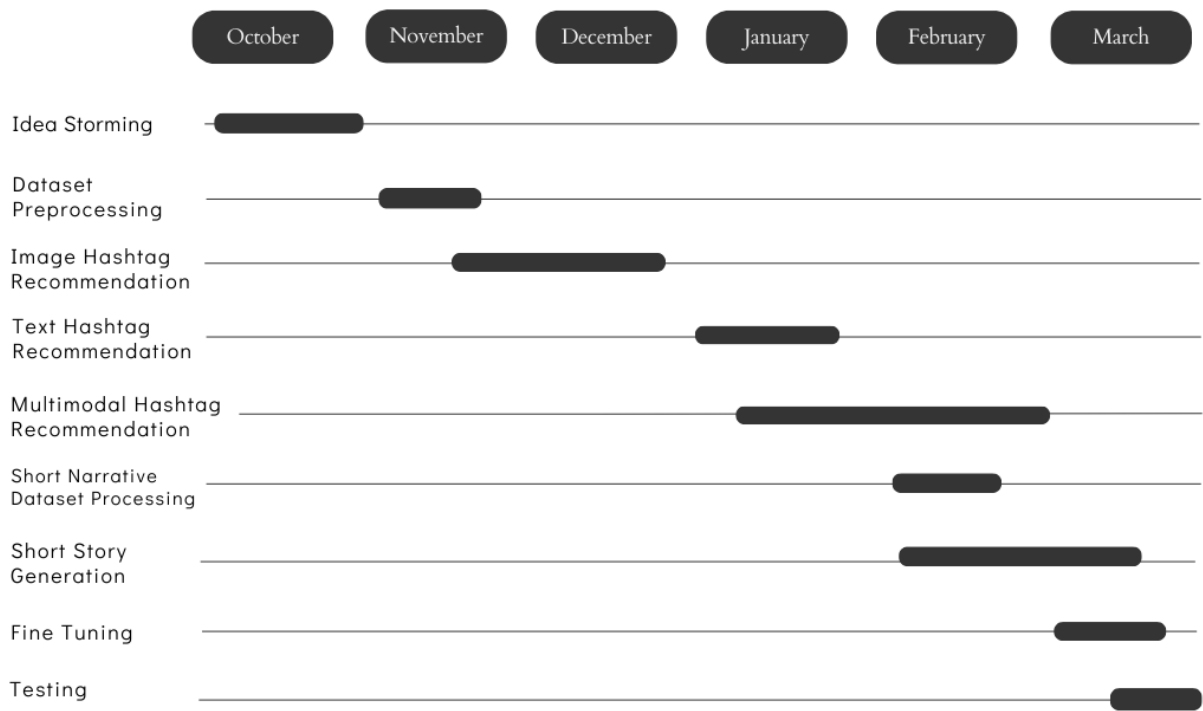 October November December January February March
Idea Storming
Dataset
Preprocessing
Image Hashtag
Recommendation
Text Hashtag
Recommendation
Multimodal Hashtag
Recommendation
Short Narrative
Dataset Processing
Short Story
Generation
Fine Tuning
Testing